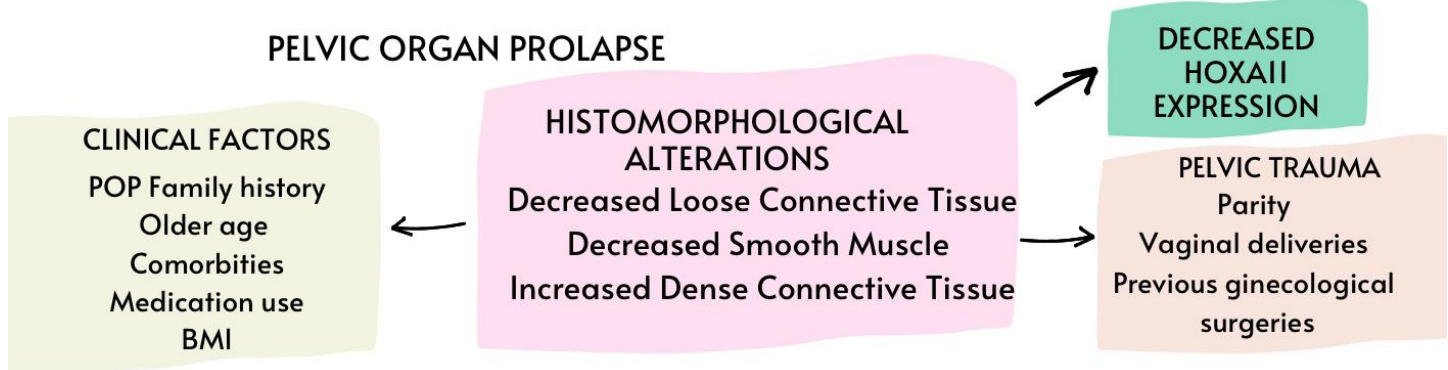 PELVIC ORGAN PROLAPSE
CLINICAL FACTORS
POP Family history
Older age
Comorbities
Medication use
BMI
HISTOMORPHOLOGICAL
ALTERATIONS
Decreased Loose Connective Tissue
Decreased Smooth Muscle
Increased Dense Connective Tissue
DECREASED
HOXA11
EXPRESSION
PELVIC TRAUMA
Parity
Vaginal deliveries
Previous ginecological
surgeries